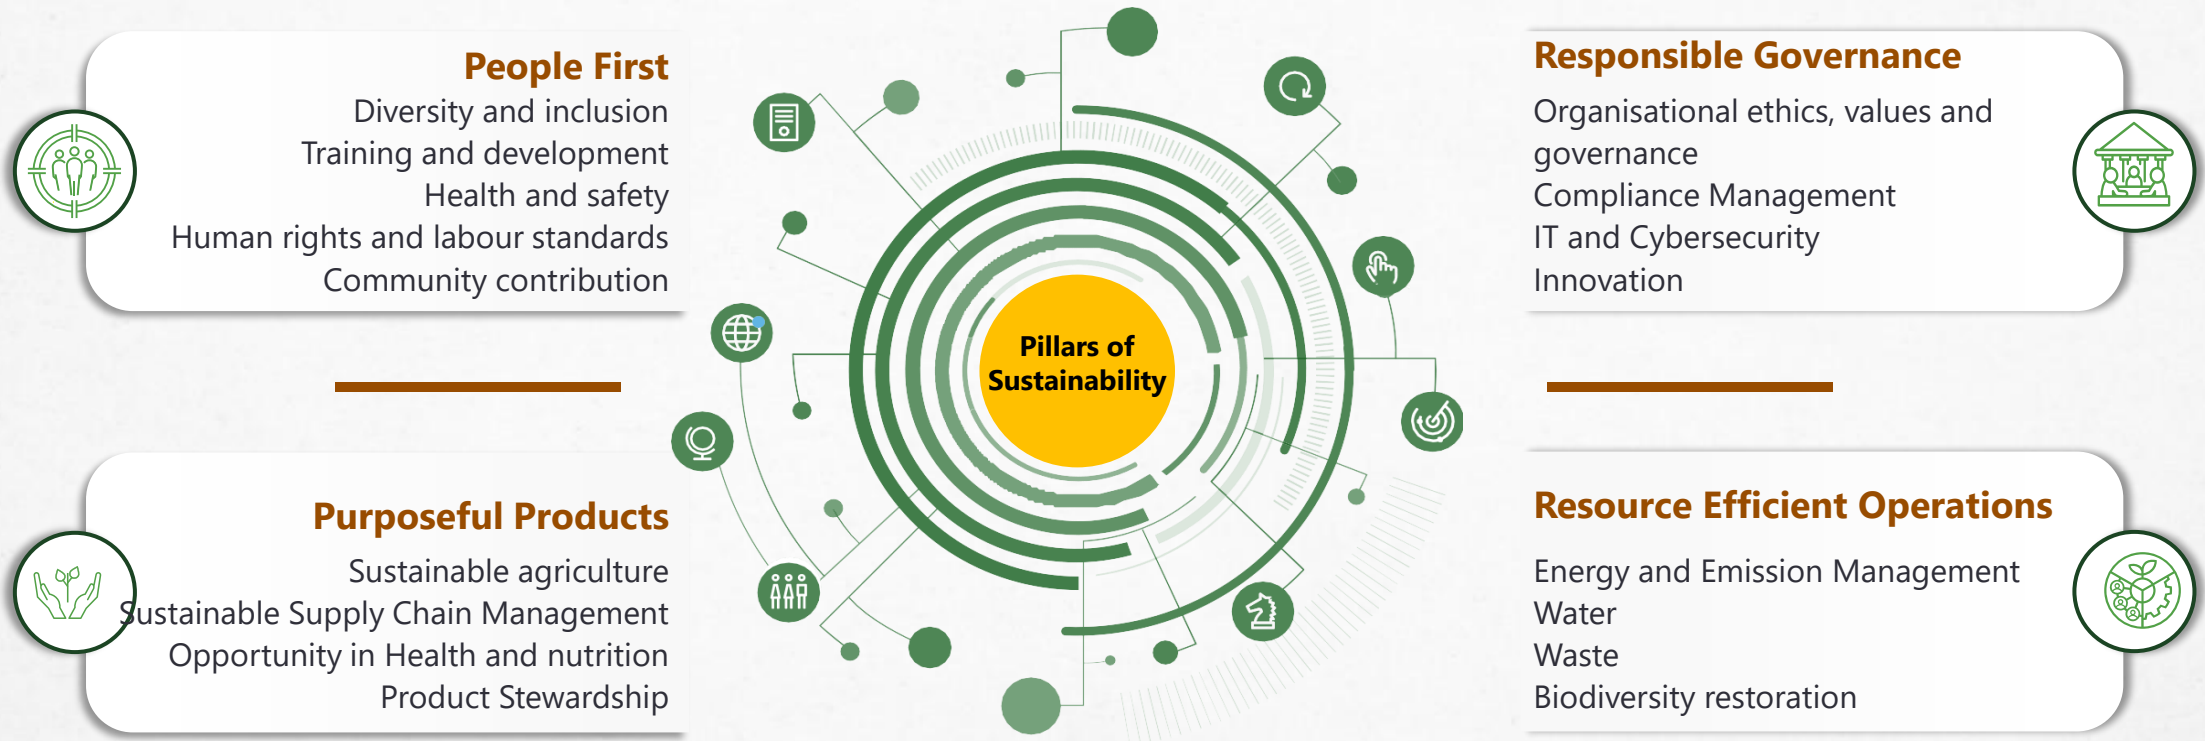 People First
Diversity and inclusion
Training and development
Health and safety
Human rights and labour standards
Community contribution
Responsible Governance
Organisational ethics, values and
governance
Compliance Management
IT and Cybersecurity
Innovation
Pillars of
Sustainability
Purposeful Products
Sustainable agriculture
Sustainable Supply Chain Management
Opportunity in Health and nutrition
Product Stewardship
Resource Efficient Operations
Energy and Emission Management
Water
Waste
Biodiversity restoration